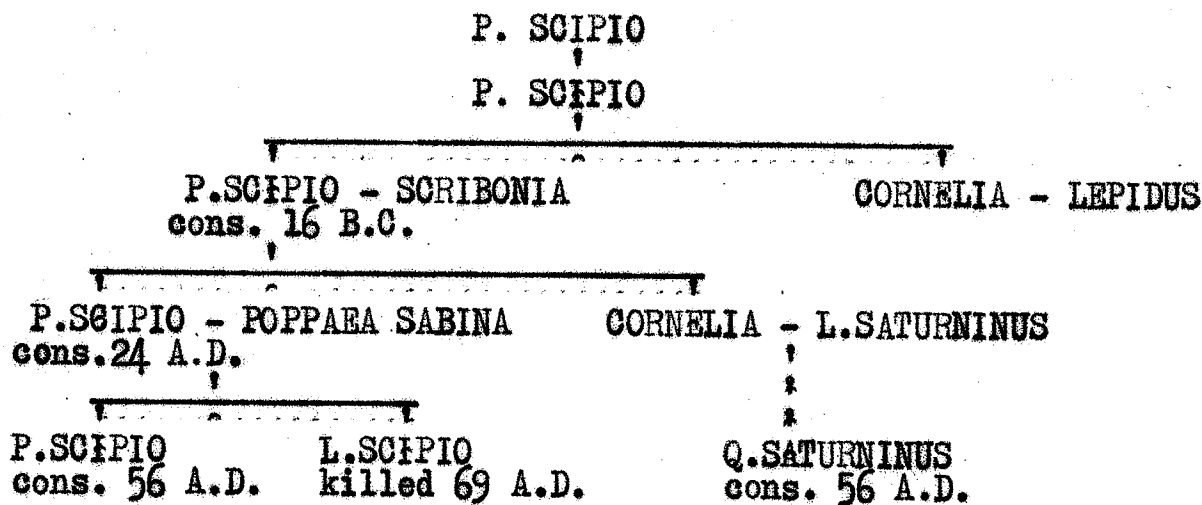 P. SCIPIO
P. SCIPIO
P.SCIPIO - SCRIBONIA CORNELIA - LEPIDUS
cons. 16 B.C.
P.SCIPIO - POPPAEA SABINA CORNELIA - L.SATURNINUS
cons.24 A.D.
P.SCIPIO L.SCIPIO Q.SATURNINUS
cons. 56 A.D. killed 69 A.D. cons. 56 A.D.